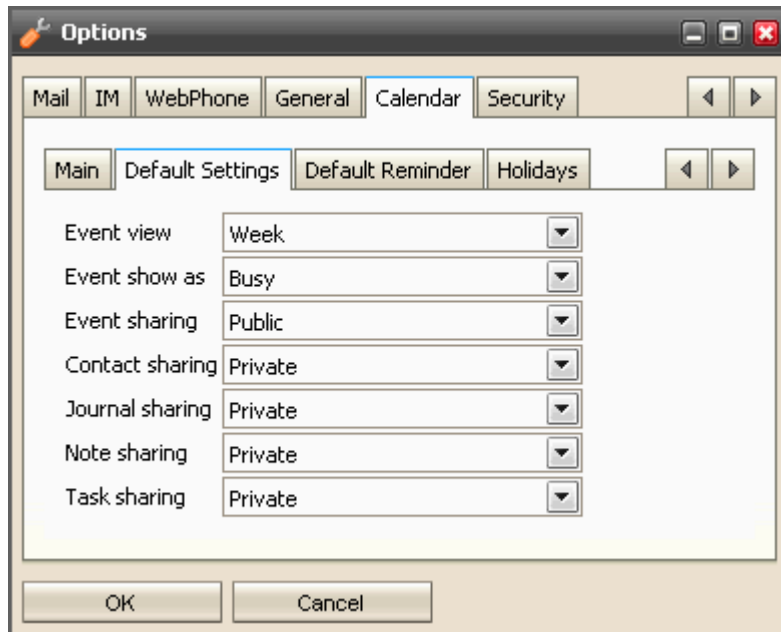 Options
Mail IM WebPhone General Calendar Security
Main Default Settings Default Reminder Holidays
Event view Week
Event show as Busy
Event sharing Public
Contact sharing Private
Journal sharing Private
Note sharing Private
Task sharing Private
OK Cancel